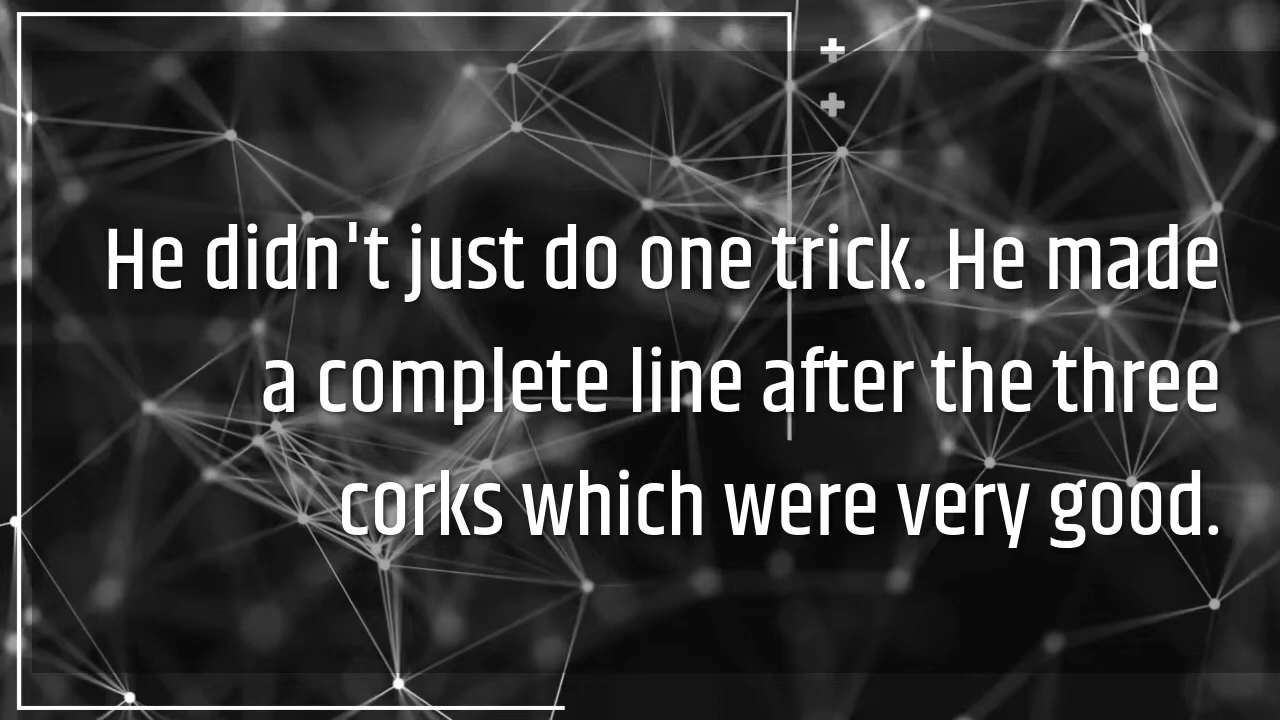 He didn't just do one trick. He made
a complete line after the three
corks which were very good.